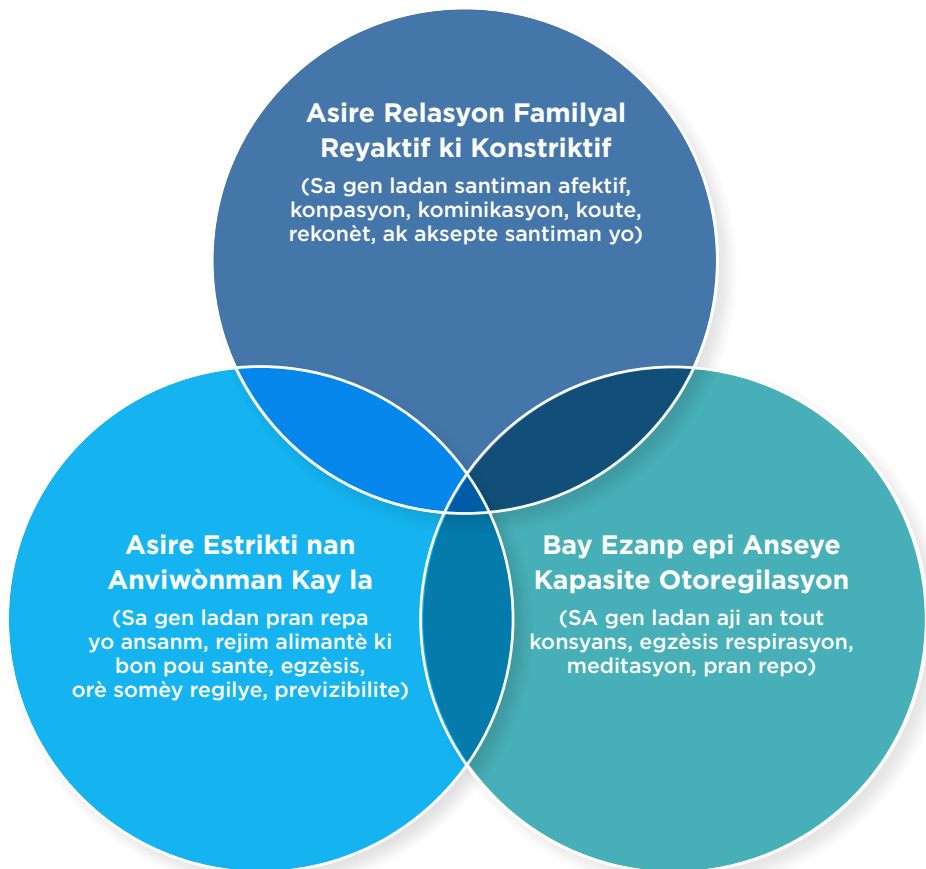 Asire Relasyon Familyal
Reyaktif ki Konstriktif
(Sa gen ladan santiman afektif,
konpasyon, kominikasyon, koute,
rekonèt, ak aksepte santiman yo)
Asire Estrikti nan
Anviwònman Kay la
(Sa gen ladan pran repa
yo ansanm, rejim alimantè ki
bon pou sante, egzèsis,
orè somèy regilye, previzibilite)
Bay Ezanp epi Anseye
Kapasite Otoregilasyon
(SA gen ladan aji an tout
konsyans, egzèsis respirasyon,
meditasyon, pran repo)